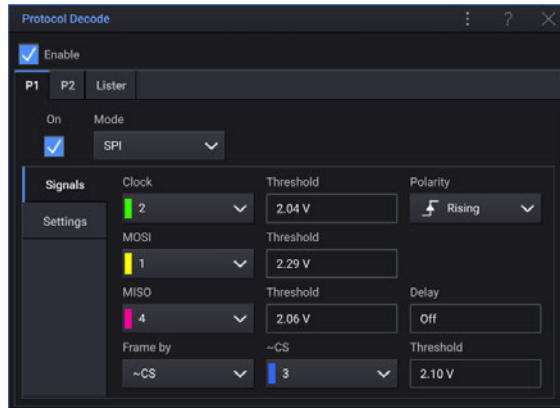 Protocol Decode ?
Enable
P1 P2 Lister
On Mode
SPI
Signals Clock Threshold Polarity
2 2.04 V Rising
Settings
MOSI Threshold
1 2.29 V
MISO Threshold Delay
4 2.06 V Off
Frame by ~CS Threshold
~CS 3 2.10 V